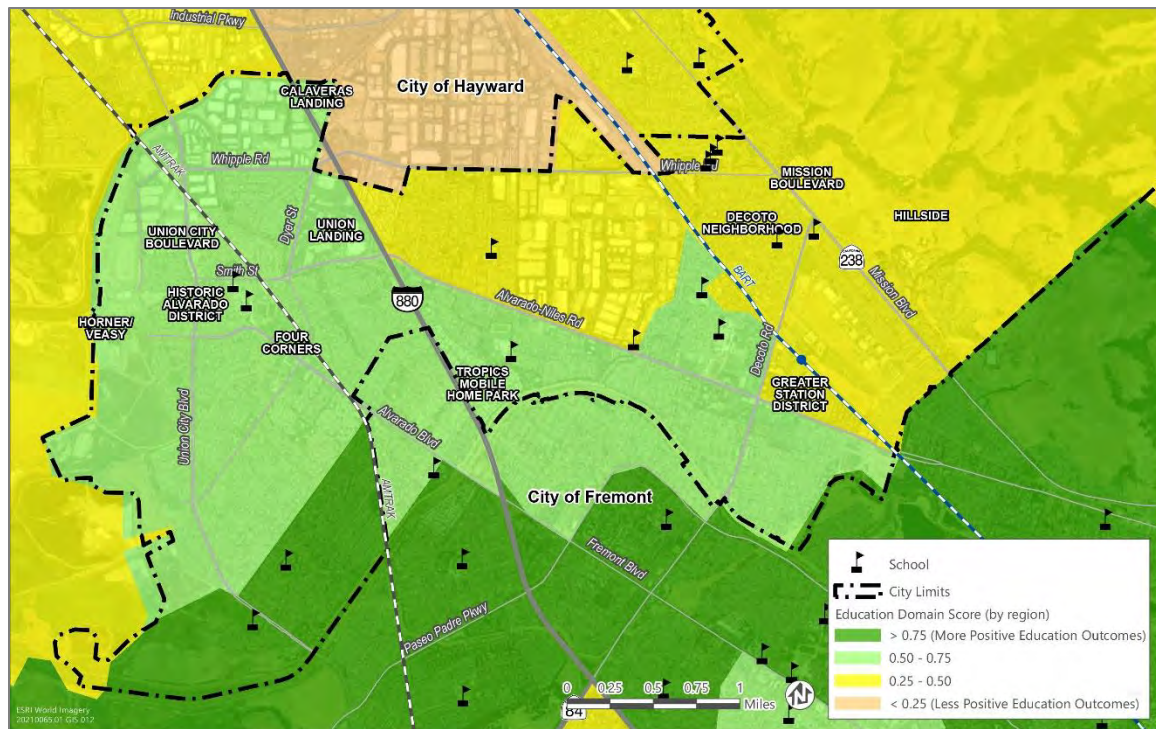 Industrial Pkwy
City of Hayward
CALAVERAS
LANDING
AMTRAK
Whipple Rd
Whipple
MISSION
BOULEVARD
Dyer St
UNION CITY
BOULEVARD
UNION
LANDING
DECOTO
NEIGHBORHOOD
HILLSIDE
CALIFORNIA
238
Mission Blvd
Smith St
HISTORIC
ALVARADO
DISTRICT
880
BART
Alvarado-Niles Rd
HORNER/
VEASY
FOUR
CORNERS
TROPICS
MOBILE
HOME PARK
Decoto Rd
GREATER
STATION
DISTRICT
Union City Blvd
Alvarado Blvd
AMTRAK
City of Fremont
Fremont Blvd
Paseo Padre Pkwy
84
0 0.25 0.5 0.75 1
Miles
N
School
City Limits
Education Domain Score (by region)
> 0.75 (More Positive Education Outcomes)
0.50 - 0.75
0.25 - 0.50
< 0.25 (Less Positive Education Outcomes)
ESRI World Imagery
20210065.01 GIS 012